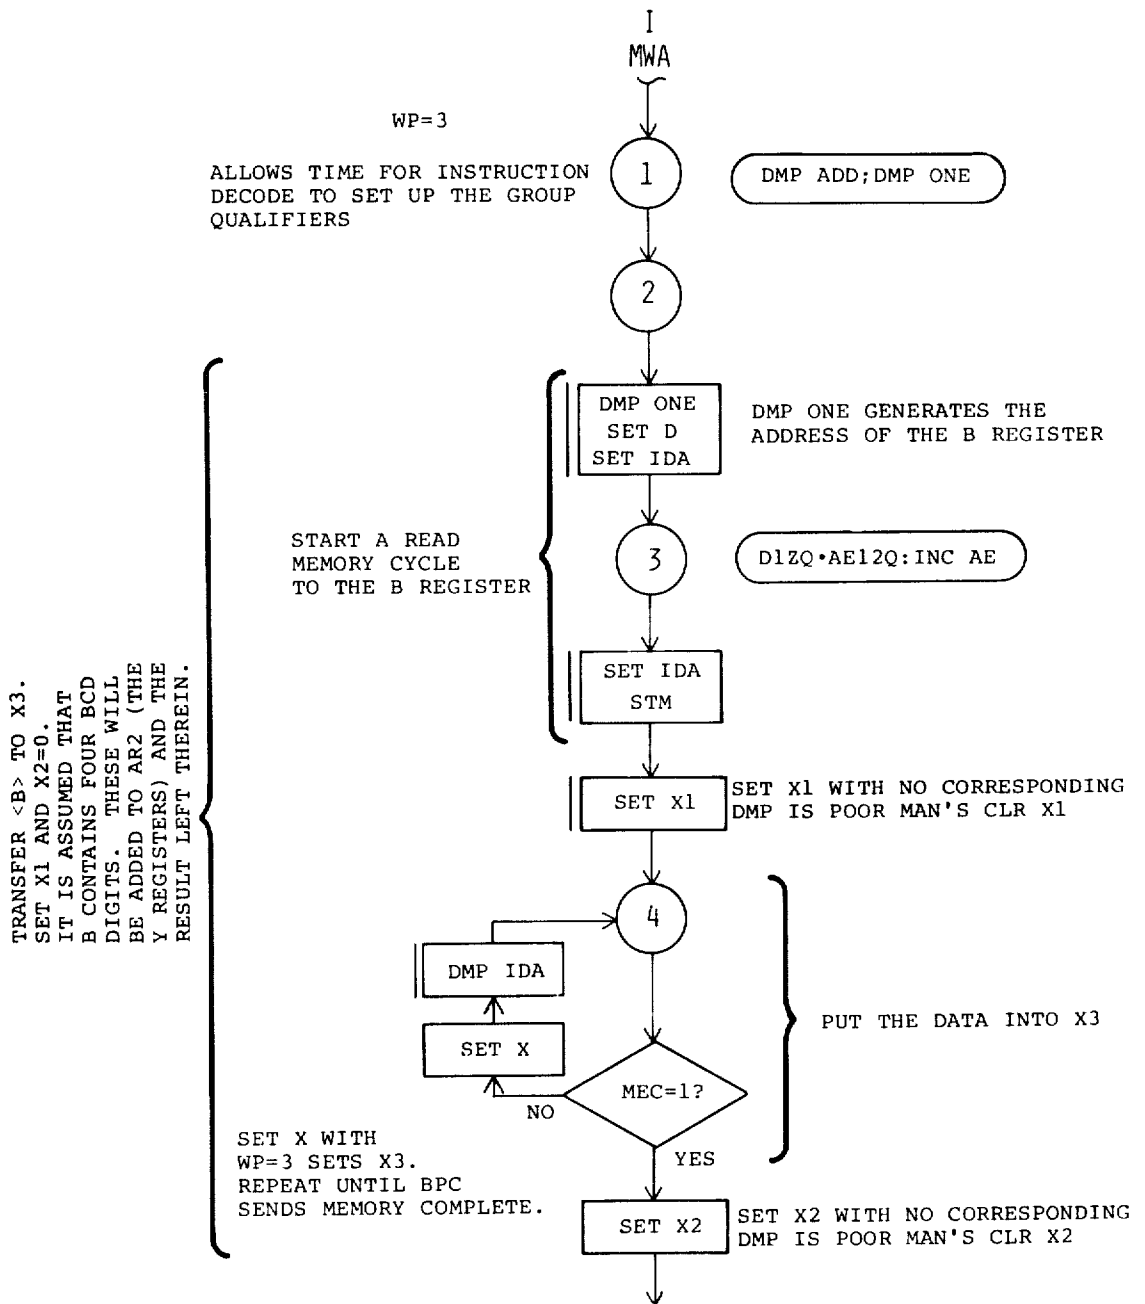 I
MWA
WP=3
ALLOWS TIME FOR INSTRUCTION
DECODE TO SET UP THE GROUP
QUALIFIERS
1
DMP ADD;DMP ONE
2
DMP ONE
SET D
SET IDA
DMP ONE GENERATES THE
ADDRESS OF THE B REGISTER
START A READ
MEMORY CYCLE
TO THE B REGISTER
3
D1ZQ•AE12Q:INC AE
SET IDA
STM
TRANSFER <B> TO X3.
SET X1 AND X2=0.
IT IS ASSUMED THAT
B CONTAINS FOUR BCD
DIGITS. THESE WILL
BE ADDED TO AR2 (THE
Y REGISTERS) AND THE
RESULT LEFT THEREIN.
SET X1
SET X1 WITH NO CORRESPONDING
DMP IS POOR MAN'S CLR X1
4
DMP IDA
SET X
MEC=1?
NO
YES
PUT THE DATA INTO X3
SET X WITH
WP=3 SETS X3.
REPEAT UNTIL BPC
SENDS MEMORY COMPLETE.
SET X2
SET X2 WITH NO CORRESPONDING
DMP IS POOR MAN'S CLR X2